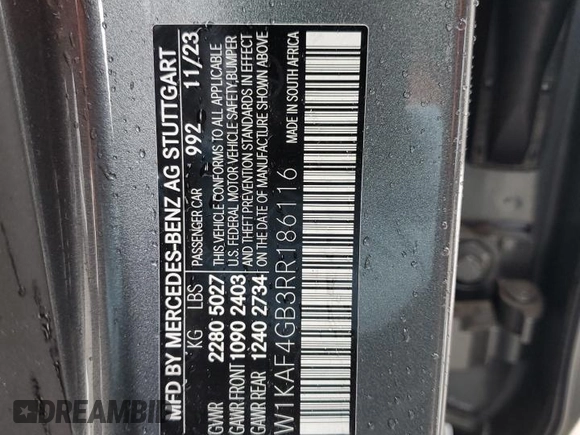 MFD BY MERCEDES-BENZ AG STUTTGART
KG LBS PASSENGER CAR 992 11/23
GVWR 2280 5027 THIS VEHICLE CONFORMS TO ALL APPLICABLE
U.S. FEDERAL MOTOR VEHICLE SAFETY, BUMPER
GAWR FRONT 1090 2403 AND THEFT PREVENTION STANDARDS IN EFFECT
GAWR REAR 1240 2734 ON THE DATE OF MANUFACTURE SHOWN ABOVE.
MADE IN SOUTH AFRICA
W1KAF4GB3RR186116
DREAMBID